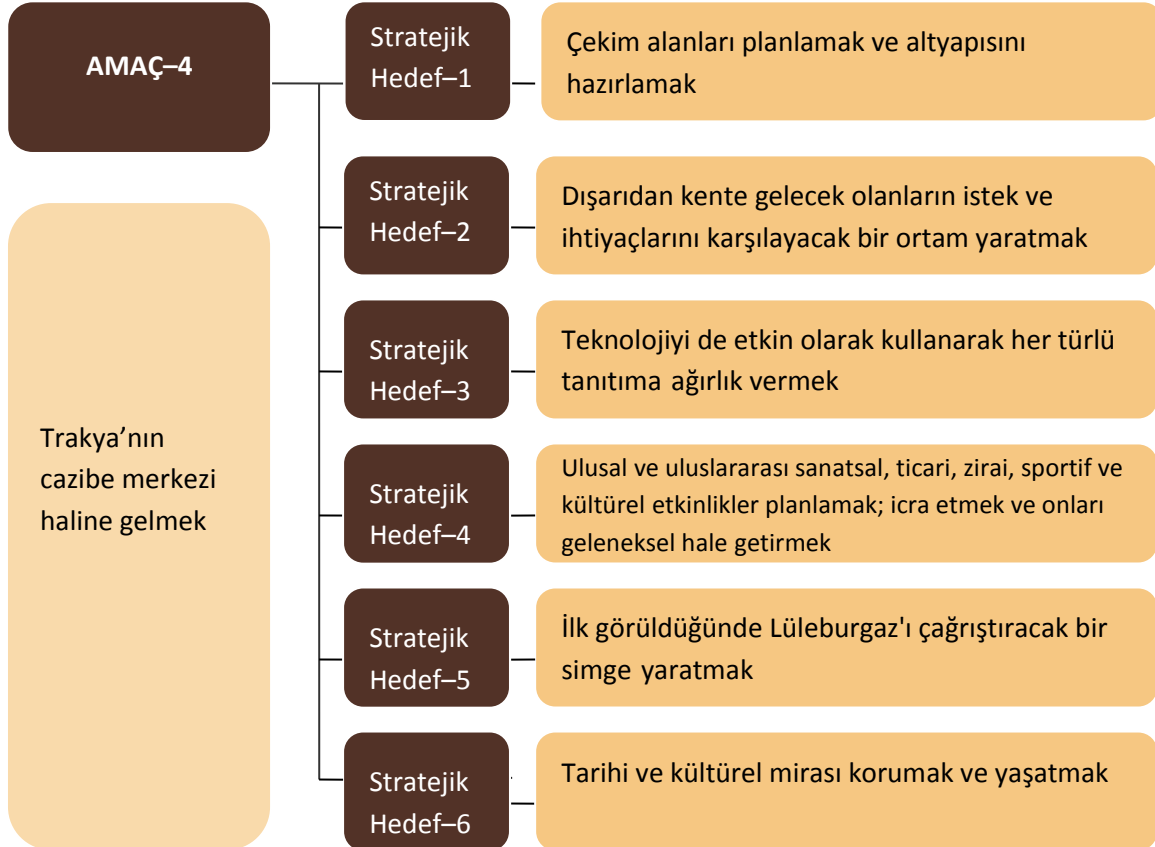 AMAÇ–4
Trakya’nın
cazibe merkezi
haline gelmek
Stratejik
Hedef–1
Çekim alanları planlamak ve altyapısını
hazırlamak
Stratejik
Hedef–2
Dışarıdan kente gelecek olanların istek ve
ihtiyaçlarını karşılayacak bir ortam yaratmak
Stratejik
Hedef–3
Teknolojiyi de etkin olarak kullanarak her türlü
tanıtıma ağırlık vermek
Stratejik
Hedef–4
Ulusal ve uluslararası sanatsal, ticari, zirai, sportif ve
kültürel etkinlikler planlamak; icra etmek ve onları
geleneksel hale getirmek
Stratejik
Hedef–5
İlk görüldüğünde Lüleburgaz'ı çağrıştıracak bir
simge yaratmak
Stratejik
Hedef–6
Tarihi ve kültürel mirası korumak ve yaşatmak